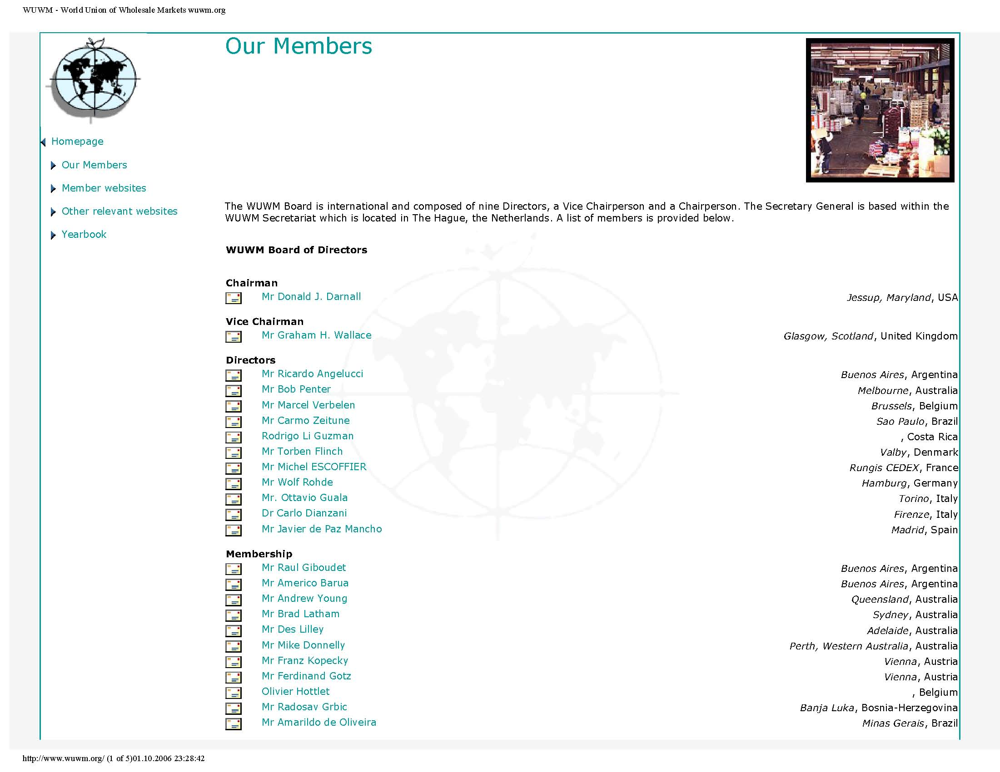 WUWM - World Union of Wholesale Markets wuwm.org
Our Members
Homepage
Our Members
Member websites
Other relevant websites
Yearbook
The WUWM Board is international and composed of nine Directors, a Vice Chairperson and a Chairperson. The Secretary General is based within the
WUWM Secretariat which is located in The Hague, the Netherlands. A list of members is provided below.
WUWM Board of Directors
Chairman
Mr Donald J. Darnall Jessup, Maryland, USA
Vice Chairman
Mr Graham H. Wallace Glasgow, Scotland, United Kingdom
Directors
Mr Ricardo Angelucci Buenos Aires, Argentina
Mr Bob Penter Melbourne, Australia
Mr Marcel Verbelen Brussels, Belgium
Mr Carmo Zeitune Sao Paulo, Brazil
Rodrigo Li Guzman , Costa Rica
Mr Torben Flinch Valby, Denmark
Mr Michel ESCOFFIER Rungis CEDEX, France
Mr Wolf Rohde Hamburg, Germany
Mr. Ottavio Guala Torino, Italy
Dr Carlo Dianzani Firenze, Italy
Mr Javier de Paz Mancho Madrid, Spain
Membership
Mr Raul Giboudet Buenos Aires, Argentina
Mr Americo Barua Buenos Aires, Argentina
Mr Andrew Young Queensland, Australia
Mr Brad Latham Sydney, Australia
Mr Des Lilley Adelaide, Australia
Mr Mike Donnelly Perth, Western Australia, Australia
Mr Franz Kopecky Vienna, Austria
Mr Ferdinand Gotz Vienna, Austria
Olivier Hottlet , Belgium
Mr Radosav Grbic Banja Luka, Bosnia-Herzegovina
Mr Amarildo de Oliveira Minas Gerais, Brazil
http://www.wuwm.org/ (1 of 5)01.10.2006 23:28:42